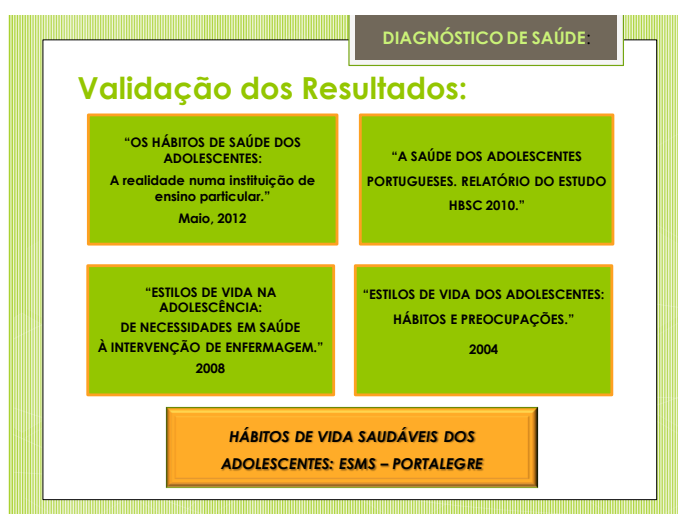 DIAGNÓSTICO DE SAÚDE:
Validação dos Resultados:
“OS HÁBITOS DE SAÚDE DOS
ADOLESCENTES:
A realidade numa instituição de
ensino particular.”
Maio, 2012
“A SAÚDE DOS ADOLESCENTES
PORTUGUESES. RELATÓRIO DO ESTUDO
HBSC 2010.”
“ESTILOS DE VIDA NA
ADOLESCÊNCIA:
DE NECESSIDADES EM SAÚDE
À INTERVENÇÃO DE ENFERMAGEM.”
2008
“ESTILOS DE VIDA DOS ADOLESCENTES:
HÁBITOS E PREOCUPAÇÕES.”
2004
HÁBITOS DE VIDA SAUDÁVEIS DOS
ADOLESCENTES: ESMS – PORTALEGRE